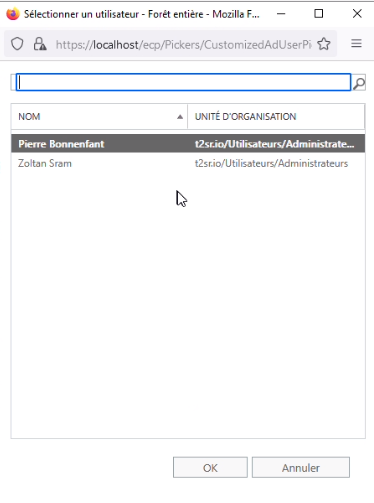 Sélectionner un utilisateur - Forêt entière - Mozilla F...
https://localhost/ecp/Pickers/CustomizedAdUserPi
NOM UNITÉ D'ORGANISATION
Pierre Bonnenfant t2sr.io/Utilisateurs/Administrate...
Zoltan Sram t2sr.io/Utilisateurs/Administrateurs
OK Annuler